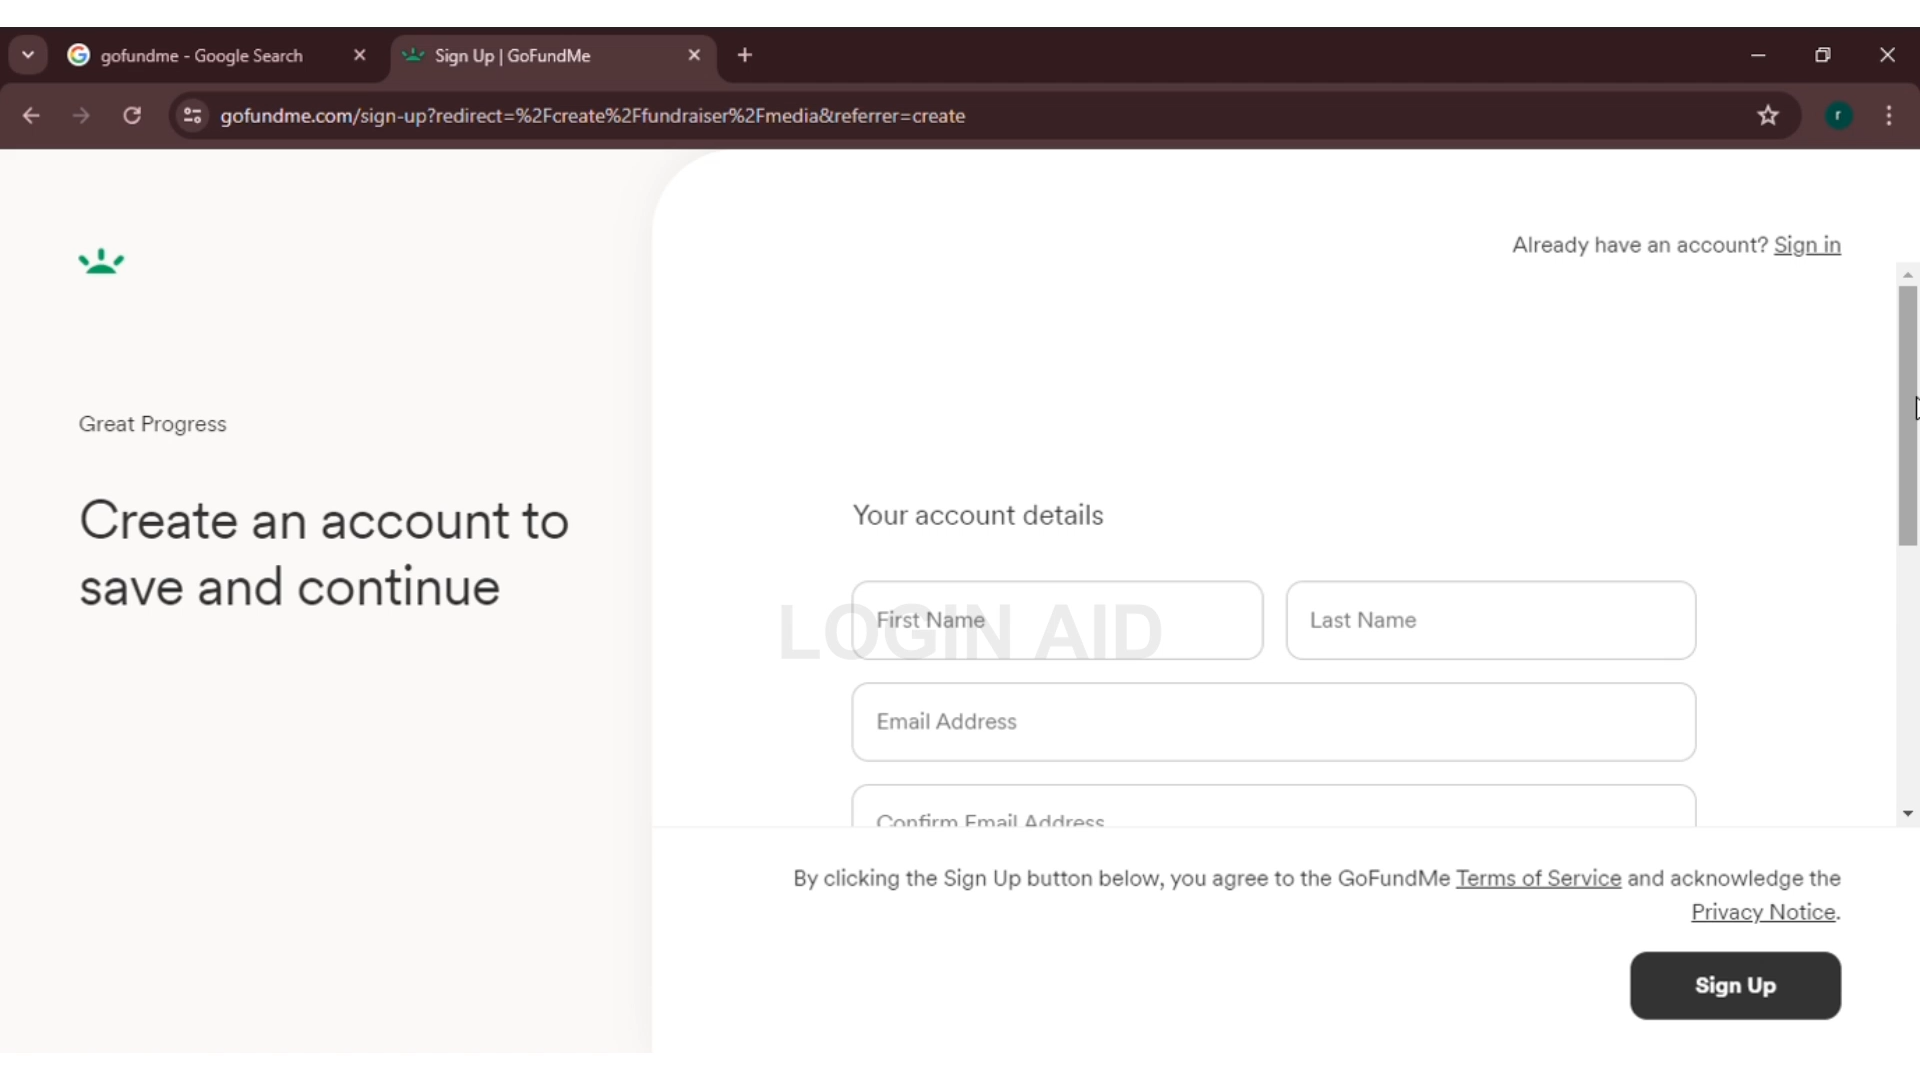 gofundme - Google Search
Sign Up | GoFundMe
gofundme.com/sign-up?redirect=%2Fcreate%2Ffundraiser%2Fmedia&referrer=create
r
Already have an account? Sign in
Great Progress
Create an account to
save and continue
Your account details
First Name
Last Name
LOGIN AID
Email Address
Confirm Email Address
By clicking the Sign Up button below, you agree to the GoFundMe Terms of Service and acknowledge the
Privacy Notice.
Sign Up